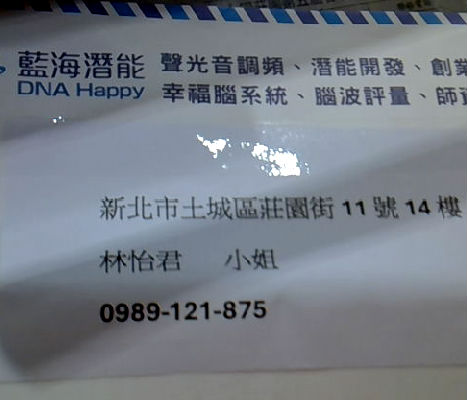 藍海潛能
DNA Happy
聲光音調頻、潛能開發、創業
幸福腦系統、腦波評量、師資
新北市土城區莊園街 11 號 14 樓
林怡君 小姐
0989-121-875